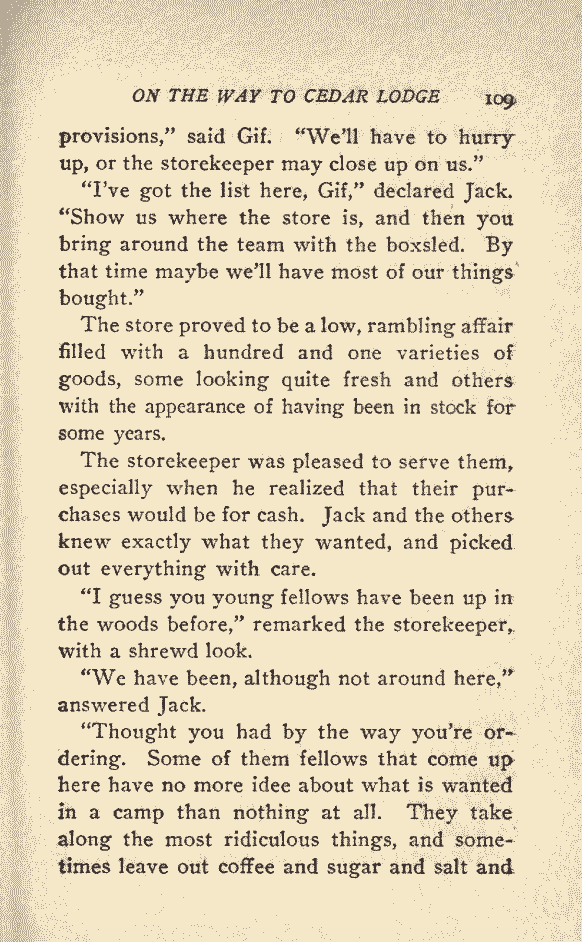 ON THE WAY TO CEDAR LODGE 109
provisions,” said Gif. “We’ll have to hurry
up, or the storekeeper may close up on us.”
“I’ve got the list here, Gif,” declared Jack.
“Show us where the store is, and then you
bring around the team with the boxsled. By
that time maybe we’ll have most of our things
bought.”
The store proved to be a low, rambling affair
filled with a hundred and one varieties of
goods, some looking quite fresh and others
with the appearance of having been in stock for
some years.
The storekeeper was pleased to serve them,
especially when he realized that their pur-
chases would be for cash. Jack and the others
knew exactly what they wanted, and picked
out everything with care.
“I guess you young fellows have been up in
the woods before,” remarked the storekeeper,
with a shrewd look.
“We have been, although not around here,”
answered Jack.
“Thought you had by the way you’re or-
dering. Some of them fellows that come up
here have no more idee about what is wanted
in a camp than nothing at all. They take
along the most ridiculous things, and some-
times leave out coffee and sugar and salt and